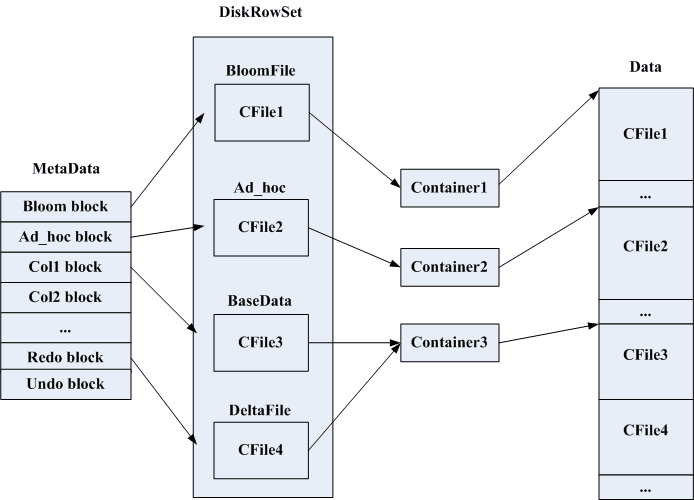 DiskRowSet
MetaData
Bloom block
Ad_hoc block
Col1 block
Col2 block
...
Redo block
Undo block
BloomFile
CFile1
Ad_hoc
CFile2
BaseData
CFile3
DeltaFile
CFile4
Container1
Container2
Container3
Data
CFile1
...
CFile2
...
CFile3
CFile4
...